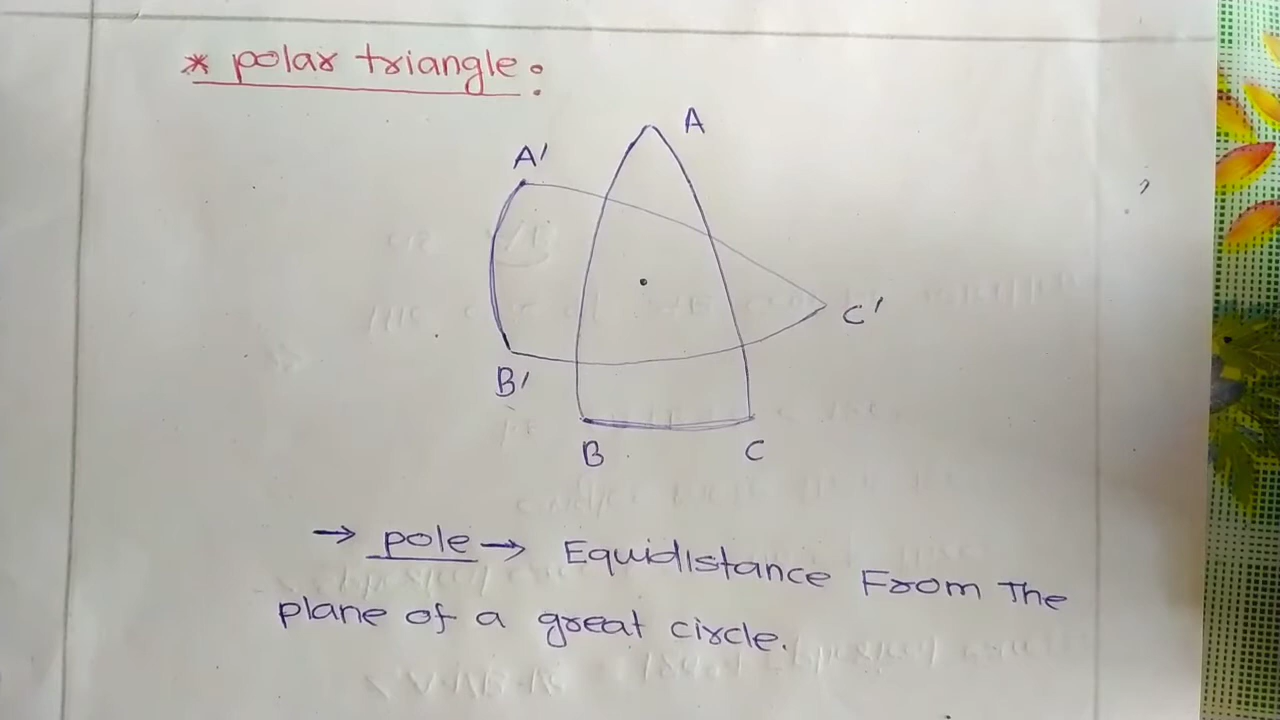 * polar triangle:
A
A'
C'
B'
B
C
→ pole → Equidistance From The
plane of a great circle.